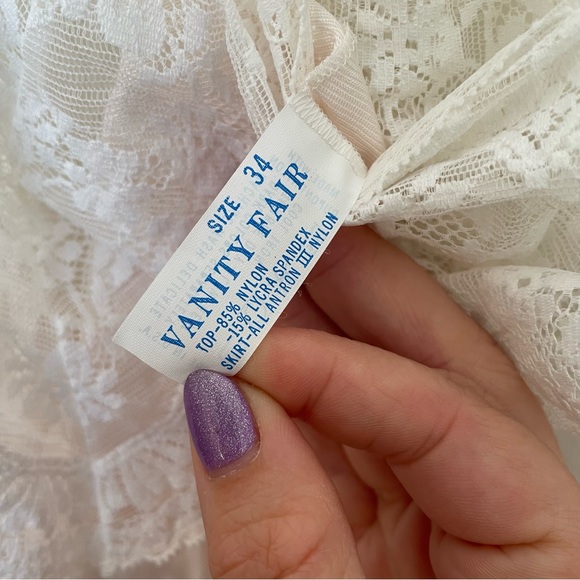 SIZE 34
VANITY FAIR
TOP-85% NYLON
-15% LYCRA SPANDEX
SKIRT-ALL ANTRON III NYLON